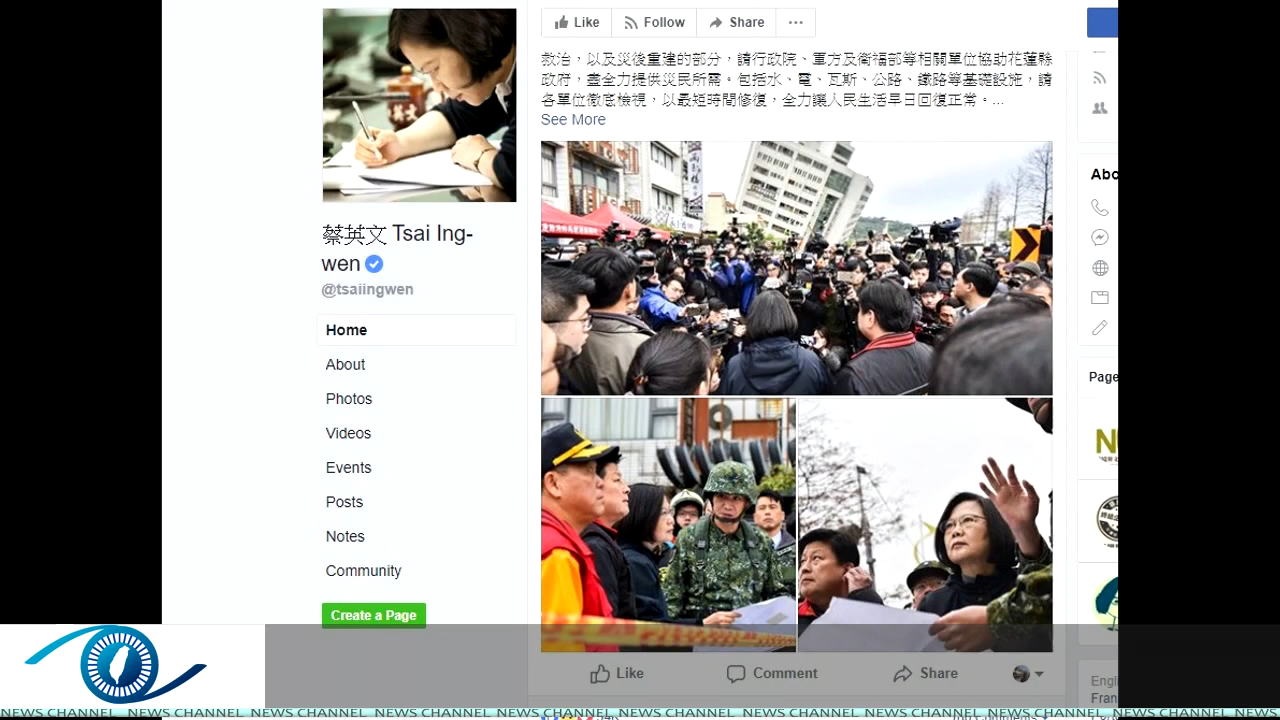 Like
Follow
Share
救治，以及災後重建的部分，請行政院、軍方及衛福部等相關單位協助花蓮縣
政府，盡全力提供災民所需。包括水、電、瓦斯、公路、鐵路等基礎設施，請
各單位徹底檢視，以最短時間修復，全力讓人民生活早日回復正常。...
See More
蔡英文 Tsai Ing-
wen
@tsaiingwen
Home
About
Photos
Videos
Events
Posts
Notes
Community
Create a Page
Abo
Page
Like
Comment
Share
Engli
Fran
NEWS CHANNEL NEWS CHANNEL NEWS CHANNEL NEWS CHANNEL NEWS CHANNEL NEWS CHANNEL NEWS CHANNEL NEWS CHANNEL NEWS CHANNEL NEWS CHANNEL NEWS